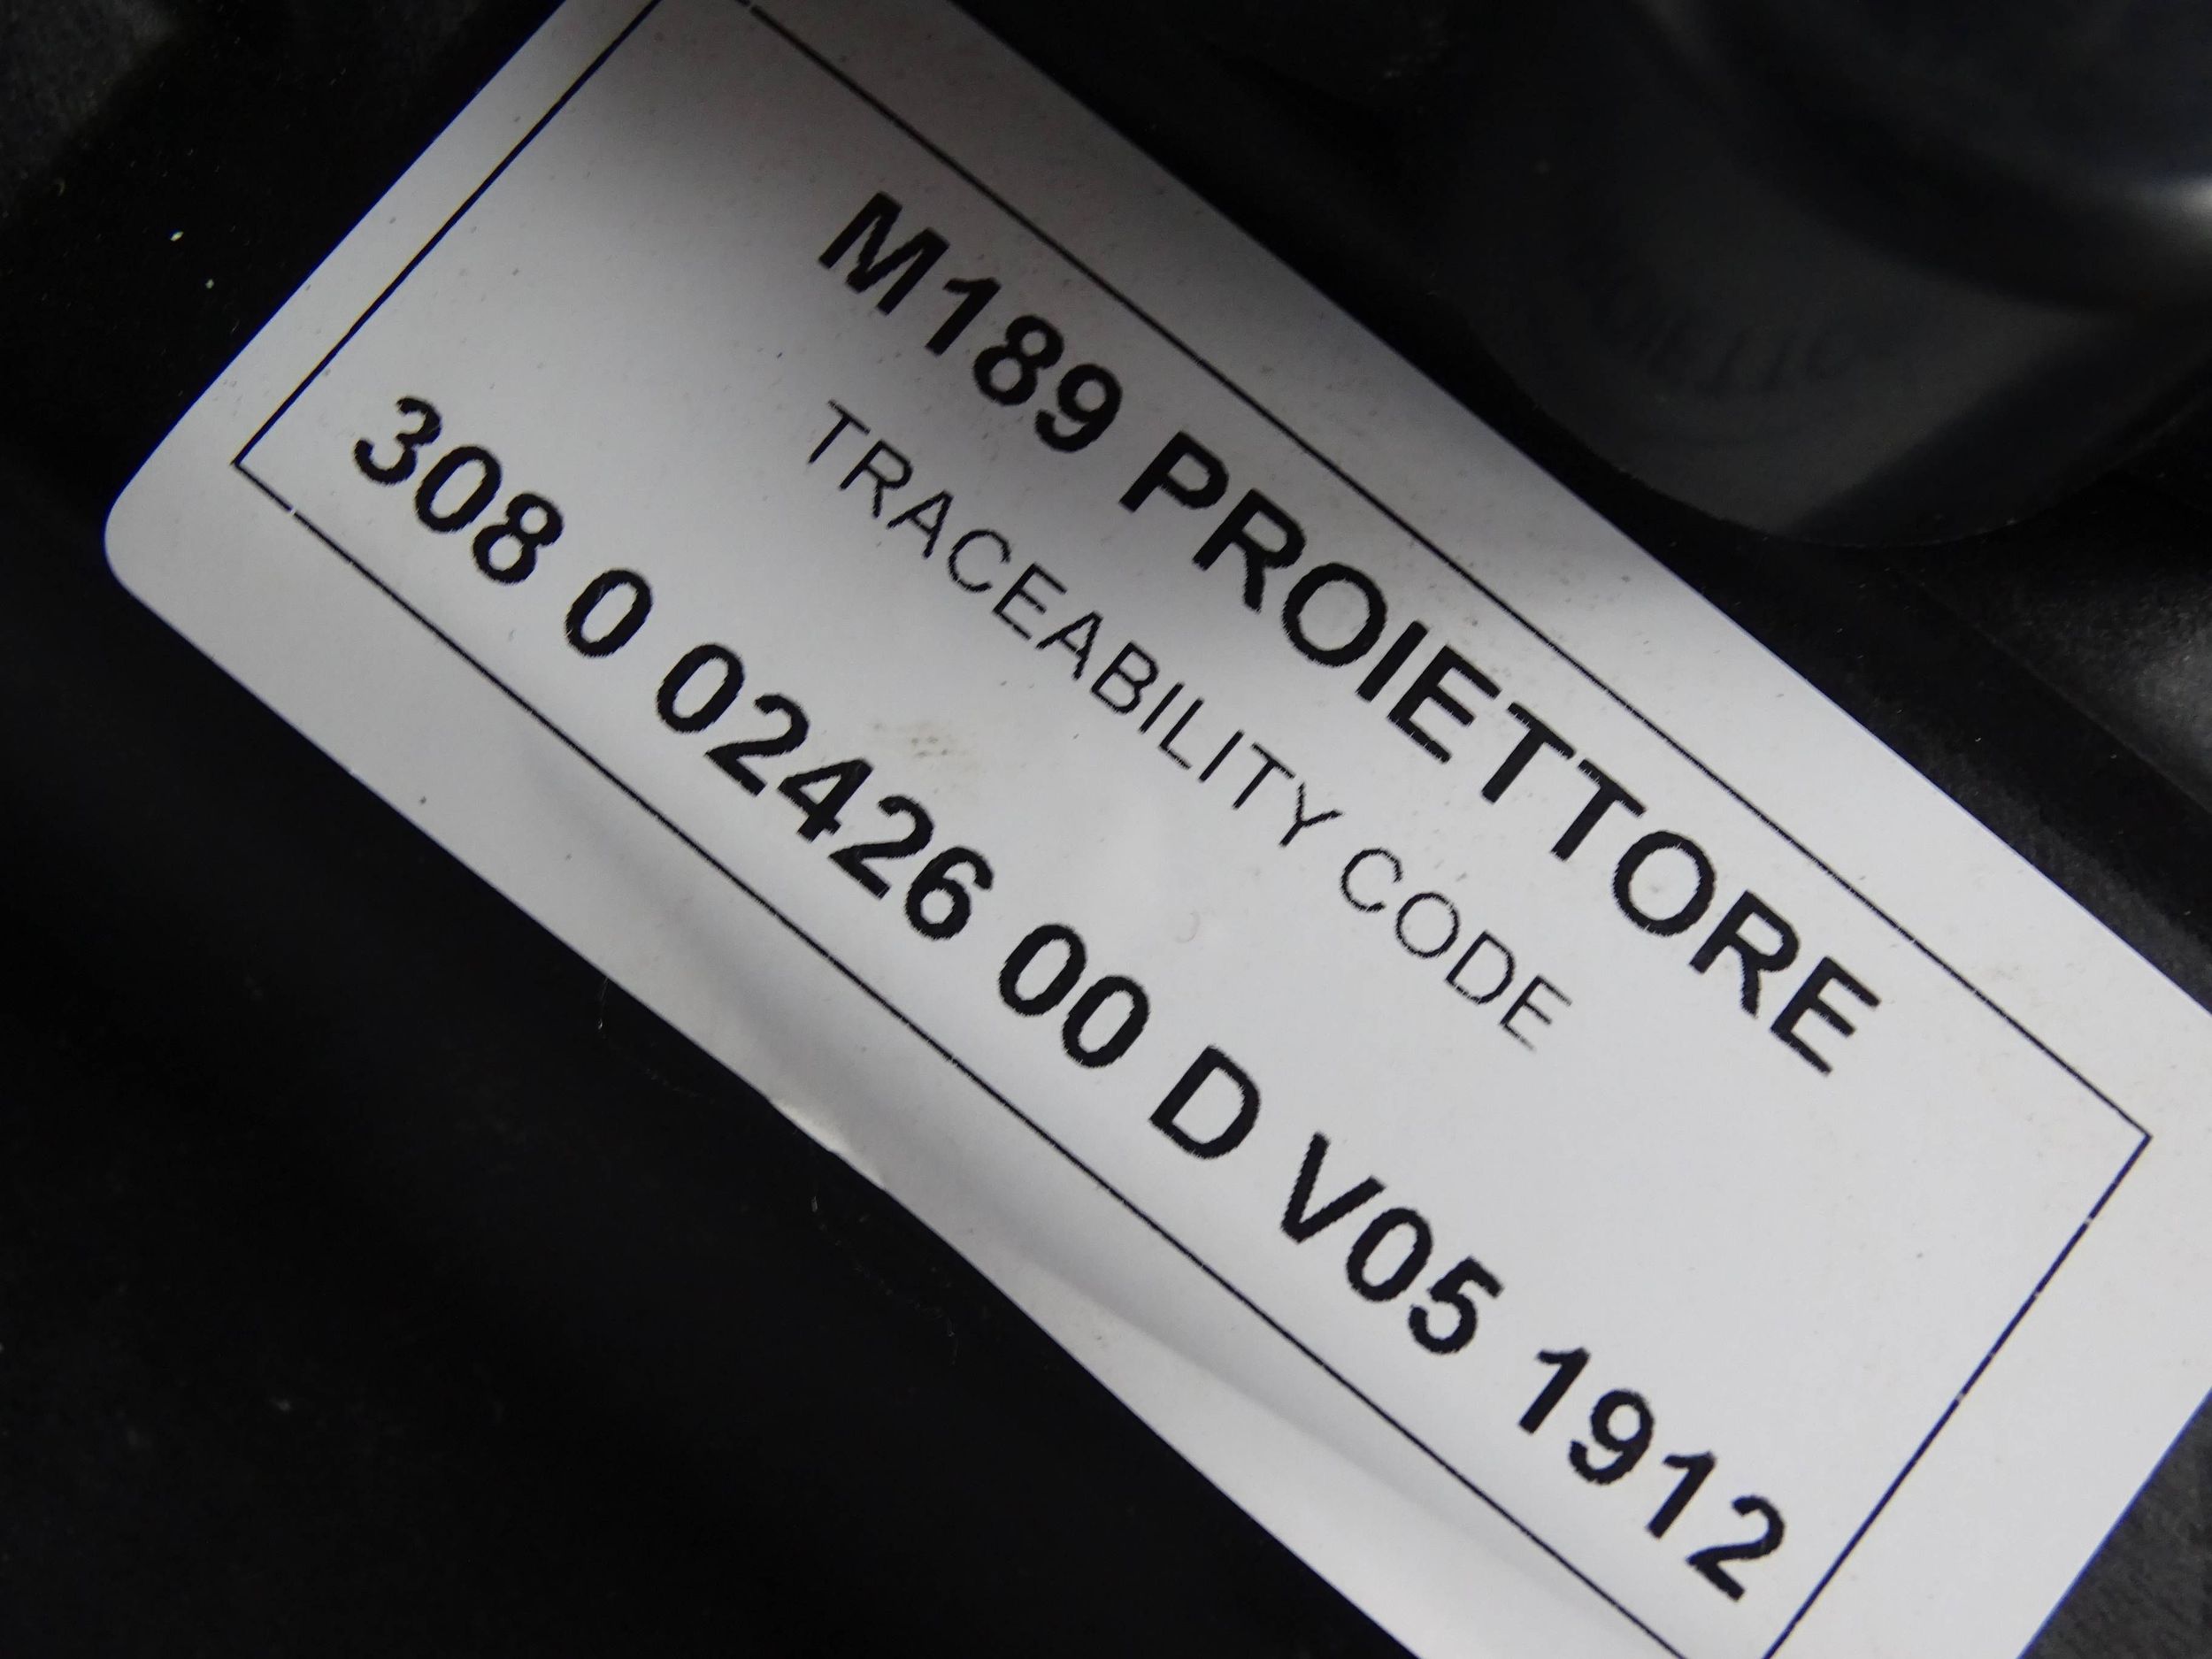 M189 PROIETTORE
TRACEABILITY CODE
308 0 02426 00 D V05 1912